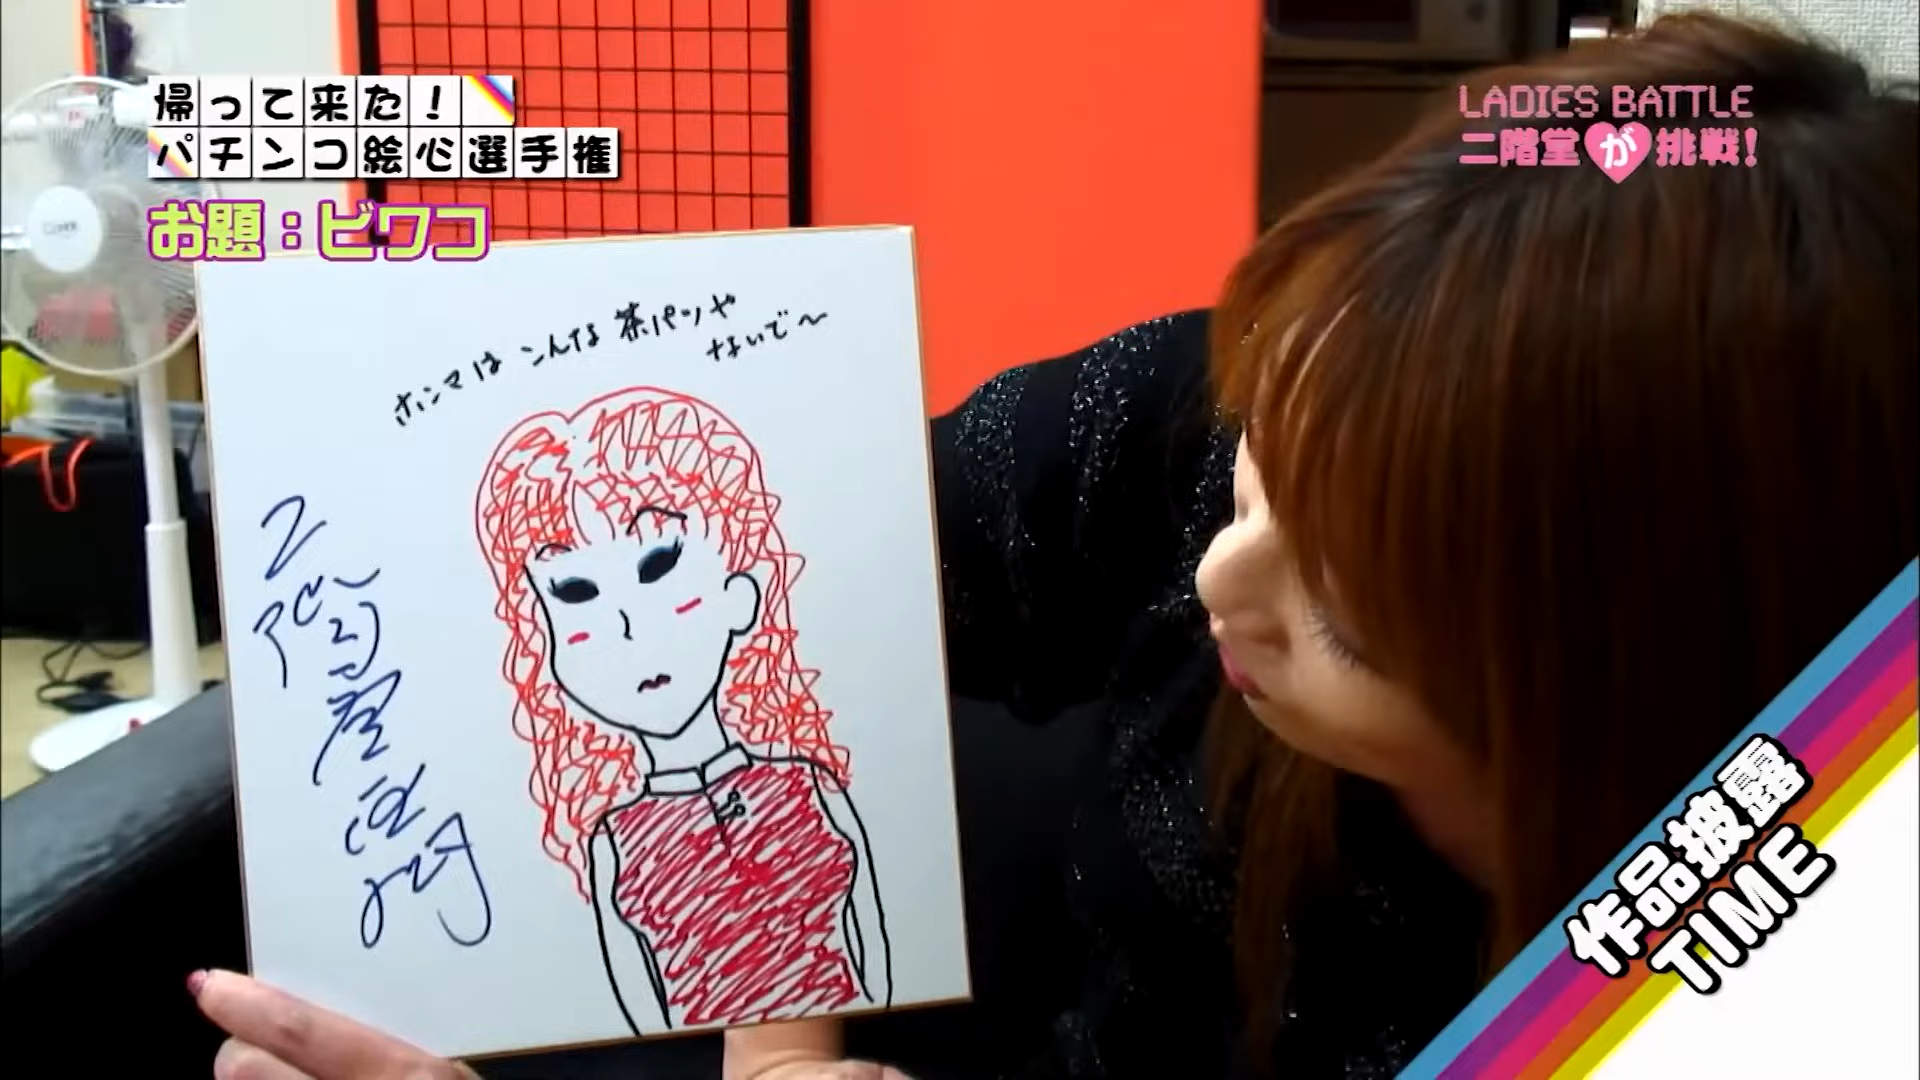 帰って来た!
パチンコ絵心選手権
お題:ビワコ
LADIES BATTLE
二階堂が挑戦!
ホンマは こんな 茶パツや
ないで〜
作品披露
TIME